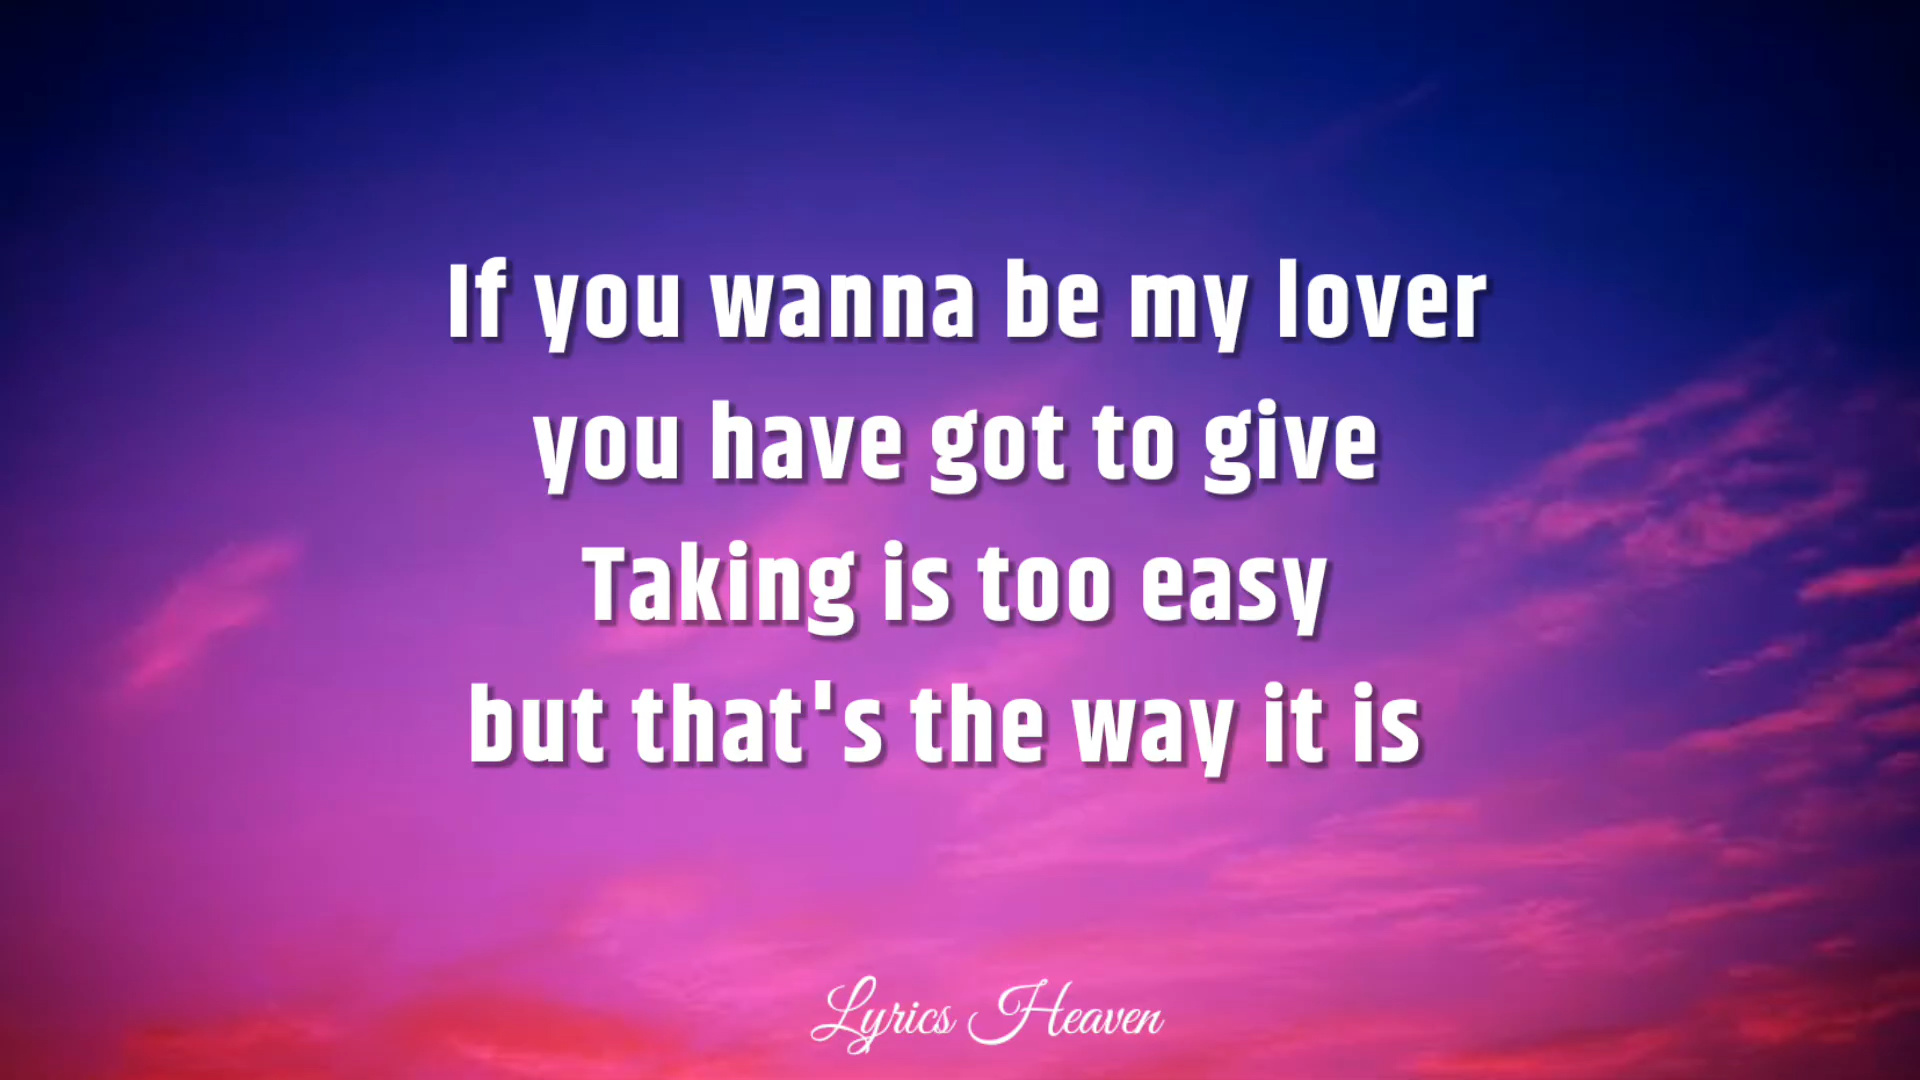 If you wanna be my lover
you have got to give
Taking is too easy
but that's the way it is
Lyrics Heaven